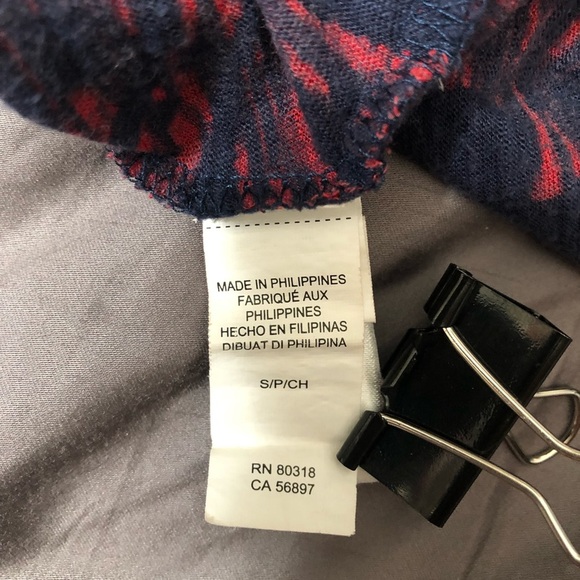 MADE IN PHILIPPINES
FABRIQUÉ AUX
PHILIPPINES
HECHO EN FILIPINAS
DIBUAT DI PHILIPINA
S/P/CH
RN 80318
CA 56897